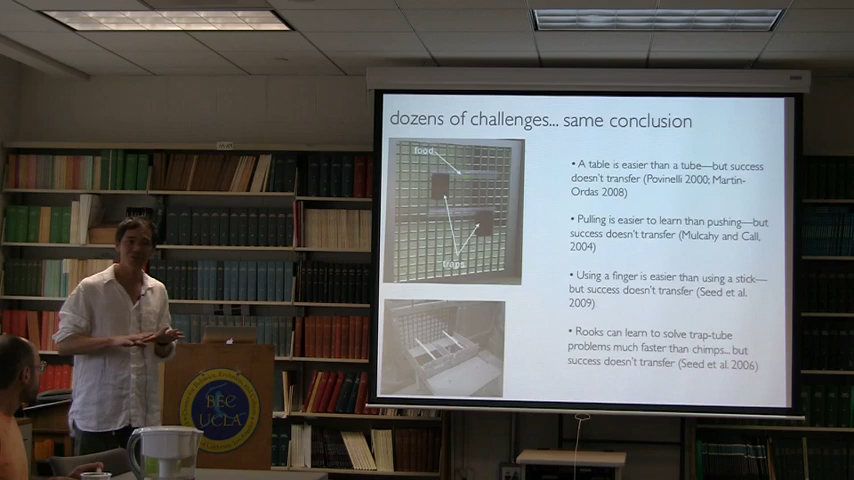 dozens of challenges... same conclusion
food
traps
• A table is easier than a tube—but success
doesn't transfer (Povinelli 2000; Martin-
Ordas 2008)
• Pulling is easier to learn than pushing—but
success doesn't transfer (Mulcahy and Call,
2004)
• Using a finger is easier than using a stick—
but success doesn't transfer (Seed et al.
2009)
• Rooks can learn to solve trap-tube
problems much faster than chimps... but
success doesn't transfer (Seed et al. 2006)
BEC
UCLA